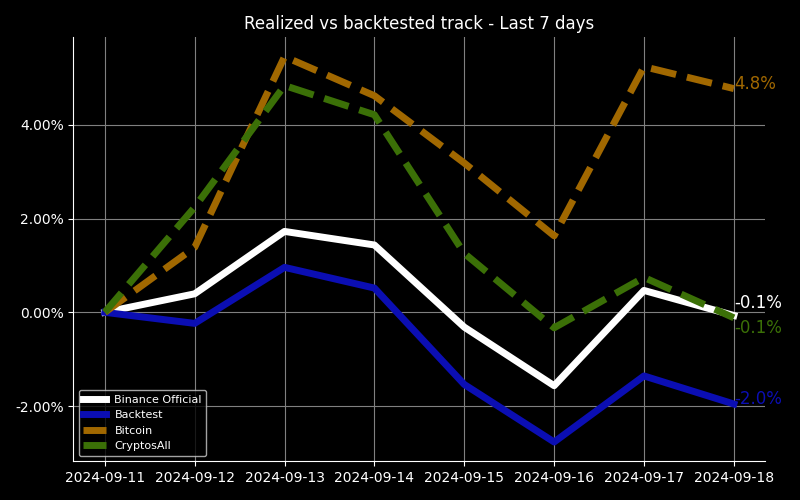 Realized vs backtested track - Last 7 days
4.8%
4.00%
2.00%
0.00%
-0.1%
-0.1%
-2.00%
-2.0%
Binance Official
Backtest
Bitcoin
CryptosAll
2024-09-11 2024-09-12 2024-09-13 2024-09-14 2024-09-15 2024-09-16 2024-09-17 2024-09-18